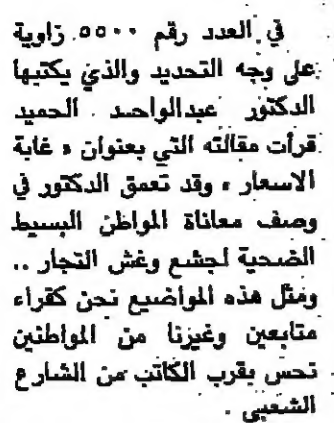 في العدد رقم ٥٥٠٠ زاوية
على وجه التحديد والذي يكتبها
الدكتور عبدالواحد الحميد
قرأت مقالته التي بعنوان « غابة
الاسعار » وقد تعمق الدكتور في
وصف معاناة المواطن البسيط
الضحية لجشع وغش التجار ..
ومثل هذه المواضيع نحن كقراء
متابعين وغيرنا من المواطنين
نحس بقرب الكاتب من الشارع
الشعبي .